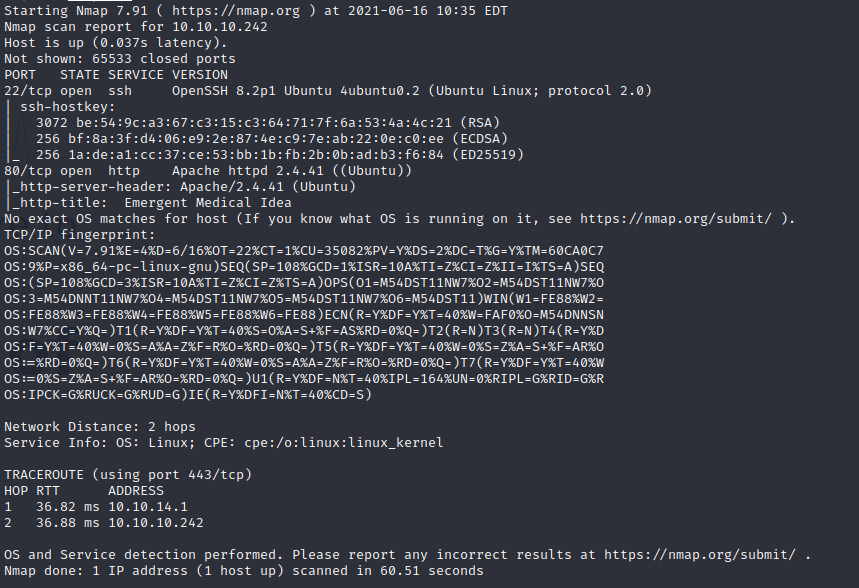 Starting Nmap 7.91 ( https://nmap.org ) at 2021-06-16 10:35 EDT
Nmap scan report for 10.10.10.242
Host is up (0.037s latency).
Not shown: 65533 closed ports
PORT   STATE SERVICE VERSION
22/tcp open  ssh     OpenSSH 8.2p1 Ubuntu 4ubuntu0.2 (Ubuntu Linux; protocol 2.0)
| ssh-hostkey:
|   3072 be:54:9c:a3:67:c3:15:c3:64:71:7f:6a:53:4a:4c:21 (RSA)
|   256 bf:8a:3f:d4:06:e9:2e:87:4e:c9:7e:ab:22:0e:c0:ee (ECDSA)
|_  256 1a:de:a1:cc:37:ce:53:bb:1b:fb:2b:0b:ad:b3:f6:84 (ED25519)
80/tcp open  http    Apache httpd 2.4.41 ((Ubuntu))
|_http-server-header: Apache/2.4.41 (Ubuntu)
|_http-title:  Emergent Medical Idea
No exact OS matches for host (If you know what OS is running on it, see https://nmap.org/submit/ ).
TCP/IP fingerprint:
OS:SCAN(V=7.91%E=4%D=6/16%OT=22%CT=1%CU=35082%PV=Y%DS=2%DC=T%G=Y%TM=60CA0C7
OS:9%P=x86_64-pc-linux-gnu)SEQ(SP=108%GCD=1%ISR=10A%TI=Z%CI=Z%II=I%TS=A)SEQ
OS:(SP=108%GCD=3%ISR=10A%TI=Z%CI=Z%TS=A)OPS(O1=M54DST11NW7%O2=M54DST11NW7%O
OS:3=M54DNNT11NW7%O4=M54DST11NW7%O5=M54DST11NW7%O6=M54DST11)WIN(W1=FE88%W2=
OS:FE88%W3=FE88%W4=FE88%W5=FE88%W6=FE88)ECN(R=Y%DF=Y%T=40%W=FAF0%O=M54DNNSN
OS:W7%CC=Y%Q=)T1(R=Y%DF=Y%T=40%S=O%A=S+%F=AS%RD=0%Q=)T2(R=N)T3(R=N)T4(R=Y%D
OS:F=Y%T=40%W=0%S=A%A=Z%F=R%O=%RD=0%Q=)T5(R=Y%DF=Y%T=40%W=0%S=Z%A=S+%F=AR%O
OS:=%RD=0%Q=)T6(R=Y%DF=Y%T=40%W=0%S=A%A=Z%F=R%O=%RD=0%Q=)T7(R=Y%DF=Y%T=40%W
OS:=0%S=Z%A=S+%F=AR%O=%RD=0%Q=)U1(R=Y%DF=N%T=40%IPL=164%UN=0%RIPL=G%RID=G%R
OS:IPCK=G%RUCK=G%RUD=G)IE(R=Y%DFI=N%T=40%CD=S)
Network Distance: 2 hops
Service Info: OS: Linux; CPE: cpe:/o:linux:linux_kernel
TRACEROUTE (using port 443/tcp)
HOP RTT      ADDRESS
1   36.82 ms 10.10.14.1
2   36.88 ms 10.10.10.242
OS and Service detection performed. Please report any incorrect results at https://nmap.org/submit/ .
Nmap done: 1 IP address (1 host up) scanned in 60.51 seconds